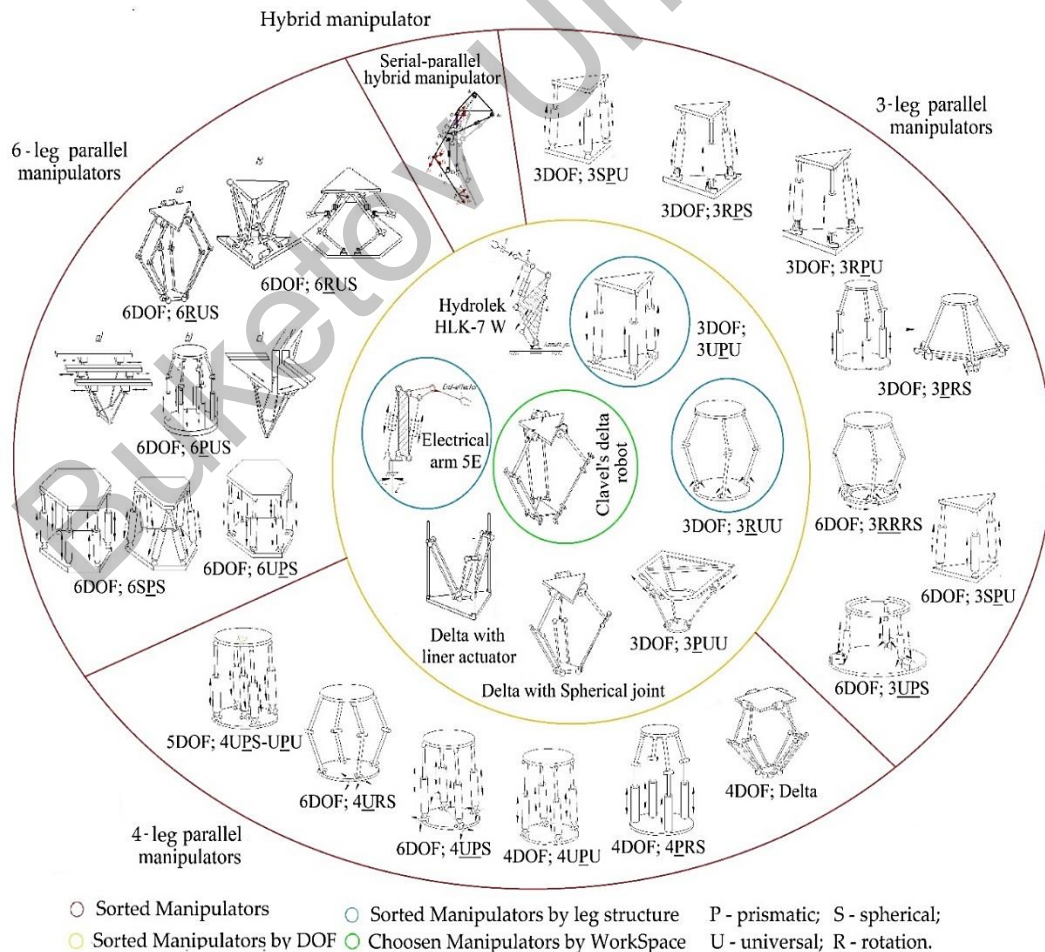 Hybrid manipulator
Serial-parallel
hybrid manipulator
3-leg parallel
manipulators
6 - leg parallel
manipulators
3DOF; 3SPU
3DOF; 3RPS
3DOF; 3RPU
3DOF; 3PRS
6DOF; 3RRRS
6DOF; 3SPU
6DOF; 3UPS
6DOF; 6RUS
6DOF; 6RUS
6DOF; 6PUS
6DOF; 6SPS
6DOF; 6UPS
Hydrolek
HLK-7 W
3DOF;
3UPU
End-effector
Electrical
arm 5E
Clavel's delta
robot
3DOF; 3RUU
Delta with
liner actuator
Delta with Spherical joint
3DOF; 3PUU
5DOF; 4UPS-UPU
6DOF; 4URS
6DOF; 4UPS
4DOF; 4UPU
4DOF; 4PRS
4DOF; Delta
4 - leg parallel
manipulators
Sorted Manipulators
Sorted Manipulators by leg structure
P - prismatic; S - spherical;
Sorted Manipulators by DOF
Choosen Manipulators by WorkSpace
U - universal; R - rotation.
Buketov Un